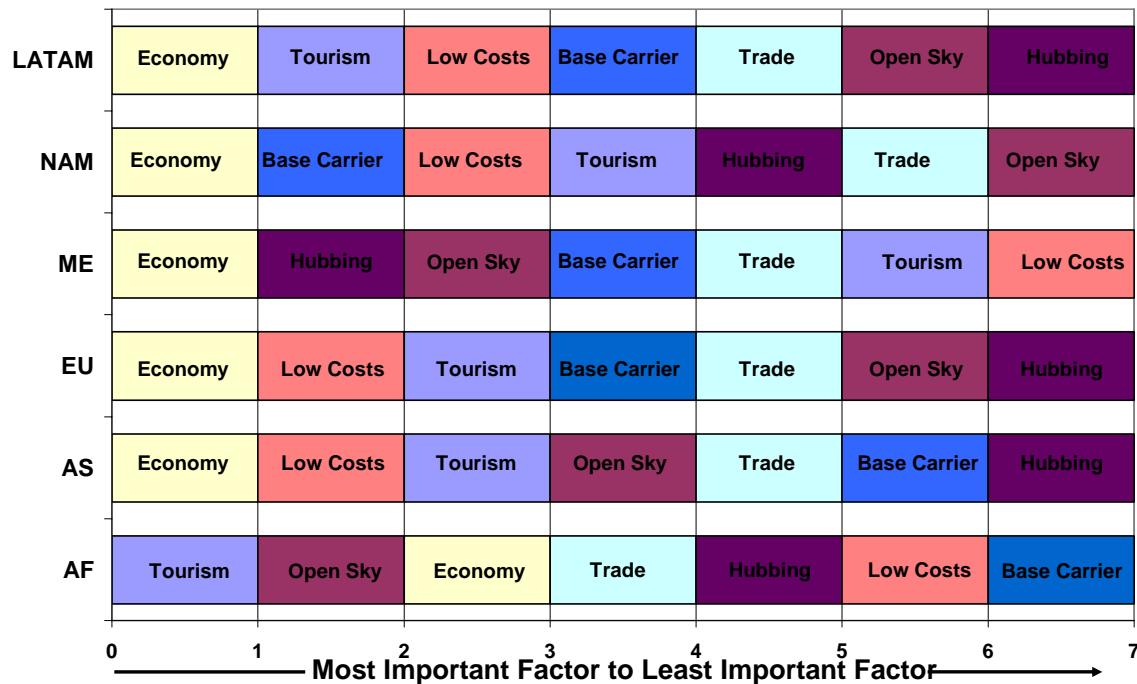 LATAM Economy Tourism Low Costs Base Carrier Trade Open Sky Hubbing
NAM Economy Base Carrier Low Costs Tourism Hubbing Trade Open Sky
ME Economy Hubbing Open Sky Base Carrier Trade Tourism Low Costs
EU Economy Low Costs Tourism Base Carrier Trade Open Sky Hubbing
AS Economy Low Costs Tourism Open Sky Trade Base Carrier Hubbing
AF Tourism Open Sky Economy Trade Hubbing Low Costs Base Carrier
0 1 2 3 4 5 6 7
Most Important Factor to Least Important Factor